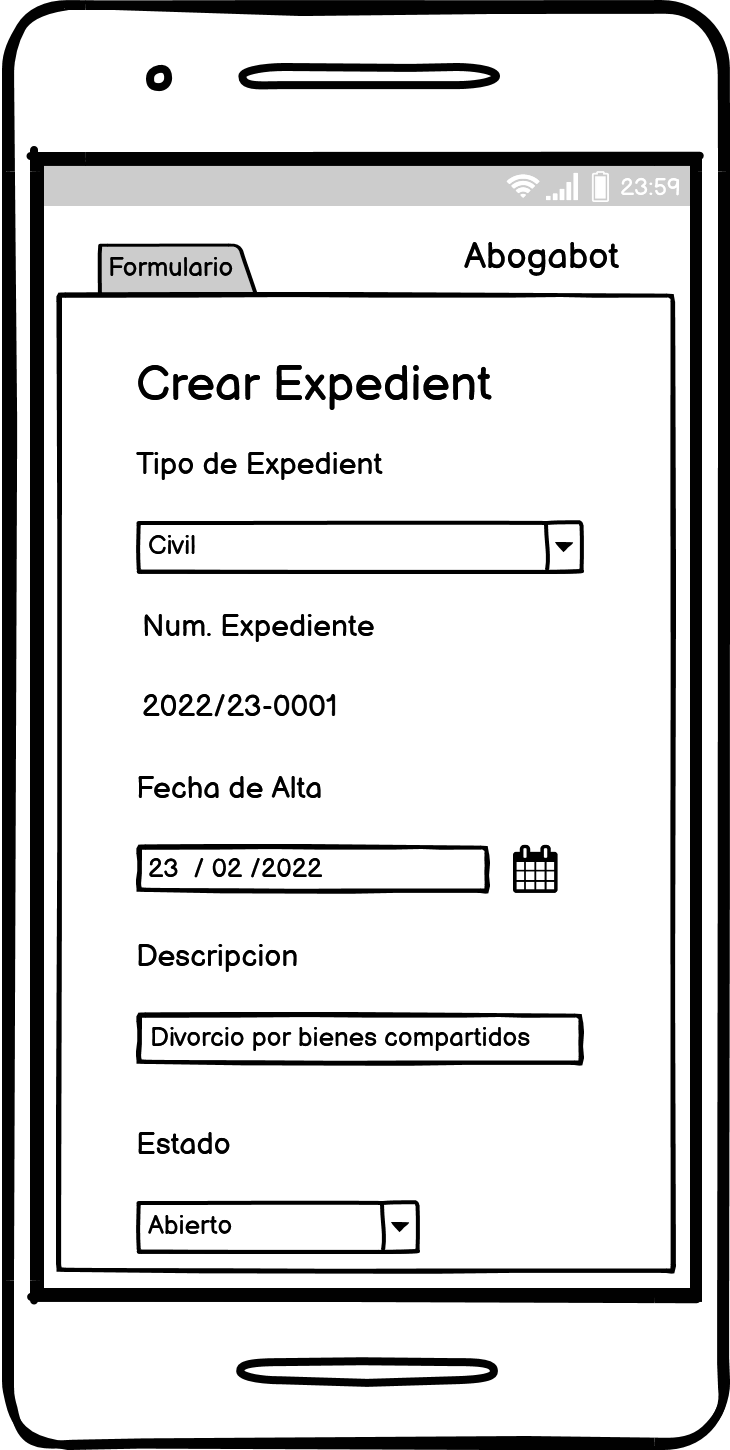 23:59
Formulario
Abogabot
Crear Expedient
Tipo de Expedient
Civil
Num. Expediente
2022/23-0001
Fecha de Alta
23 / 02 /2022
Descripcion
Divorcio por bienes compartidos
Estado
Abierto